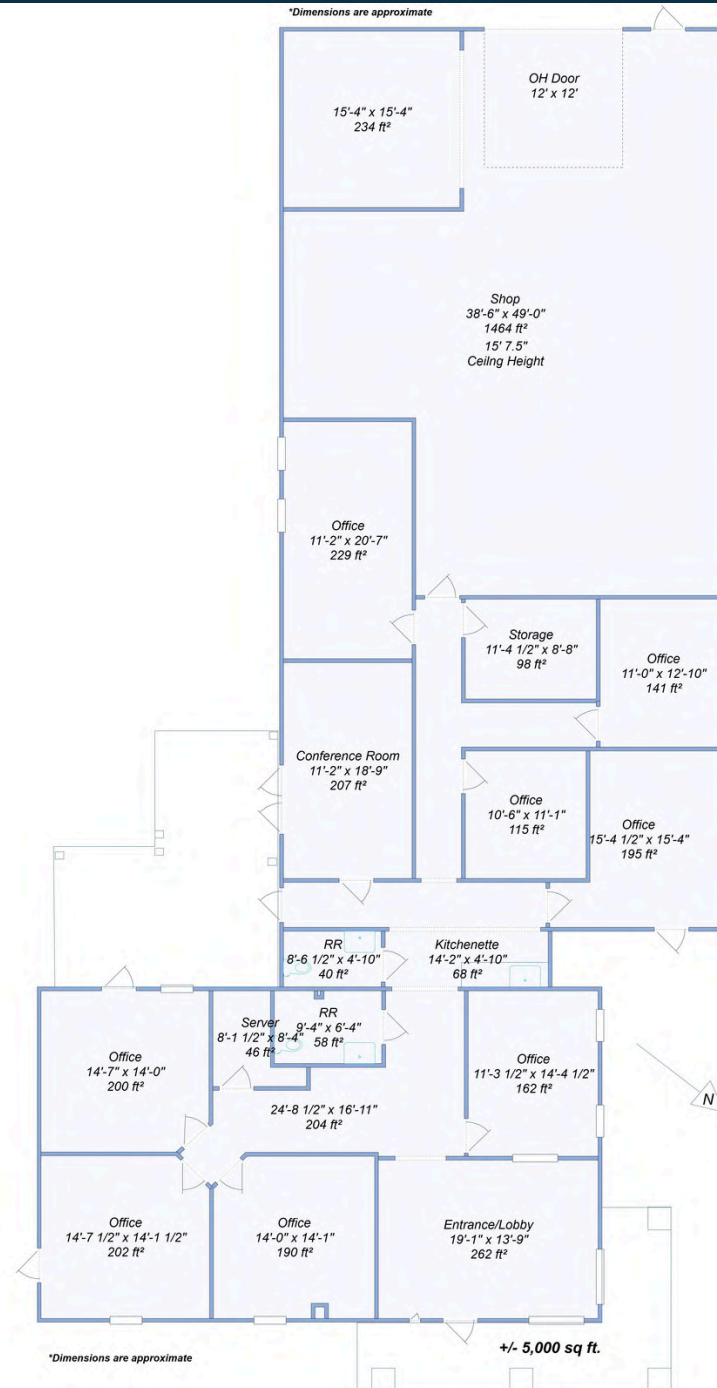 *Dimensions are approximate
OH Door
12' x 12'
15'-4" x 15'-4"
234 ft²
Shop
38'-6" x 49'-0"
1464 ft²
15' 7.5"
Ceilng Height
Office
11'-2" x 20'-7"
229 ft²
Storage
11'-4 1/2" x 8'-8"
98 ft²
Office
11'-0" x 12'-10"
141 ft²
Conference Room
11'-2" x 18'-9"
207 ft²
Office
10'-6" x 11'-1"
115 ft²
Office
15'-4 1/2" x 15'-4"
195 ft²
RR
8'-6 1/2" x 4'-10"
40 ft²
Kitchenette
14'-2" x 4'-10"
68 ft²
Server
8'-1 1/2" x 8'-4"
46 ft²
RR
9'-4" x 6'-4"
58 ft²
Office
14'-7" x 14'-0"
200 ft²
Office
11'-3 1/2" x 14'-4 1/2"
162 ft²
N
24'-8 1/2" x 16'-11"
204 ft²
Office
14'-7 1/2" x 14'-1 1/2"
202 ft²
Office
14'-0" x 14'-1"
190 ft²
Entrance/Lobby
19'-1" x 13'-9"
262 ft²
+/- 5,000 sq ft.
*Dimensions are approximate